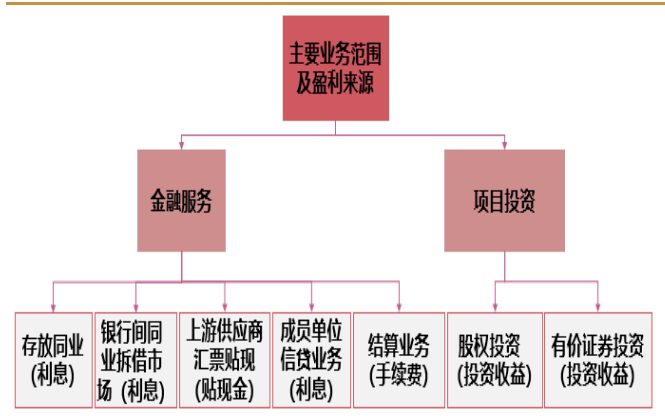 主要业务范围
及盈利来源
金融服务
项目投资
存放同业
(利息)
银行间同
业拆借市
场 (利息)
上游供应商
汇票贴现
(贴现金)
成员单位
信贷业务
(利息)
结算业务
(手续费)
股权投资
(投资收益)
有价证券投资
(投资收益)